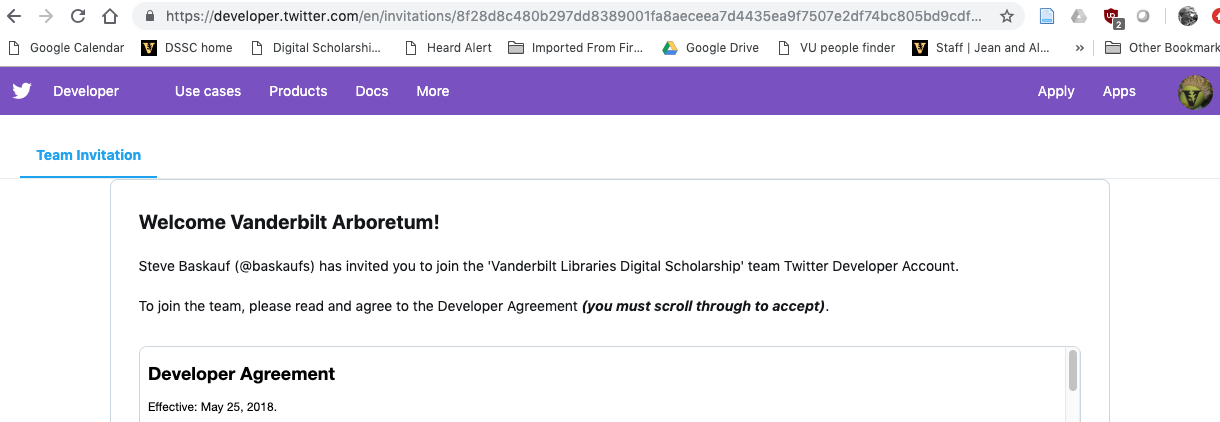 https://developer.twitter.com/en/invitations/8f28d8c480b297dd8389001fa8aeceea7d4435ea9f7507e2df74bc805bd9cdf...
2
Google Calendar DSSC home Digital Scholarshi... Heard Alert Imported From Fir... Google Drive VU people finder Staff | Jean and Al... » Other Bookmark
Developer Use cases Products Docs More Apply Apps
Team Invitation
Welcome Vanderbilt Arboretum!
Steve Baskauf (@baskaufs) has invited you to join the 'Vanderbilt Libraries Digital Scholarship' team Twitter Developer Account.
To join the team, please read and agree to the Developer Agreement (you must scroll through to accept).
Developer Agreement
Effective: May 25, 2018.